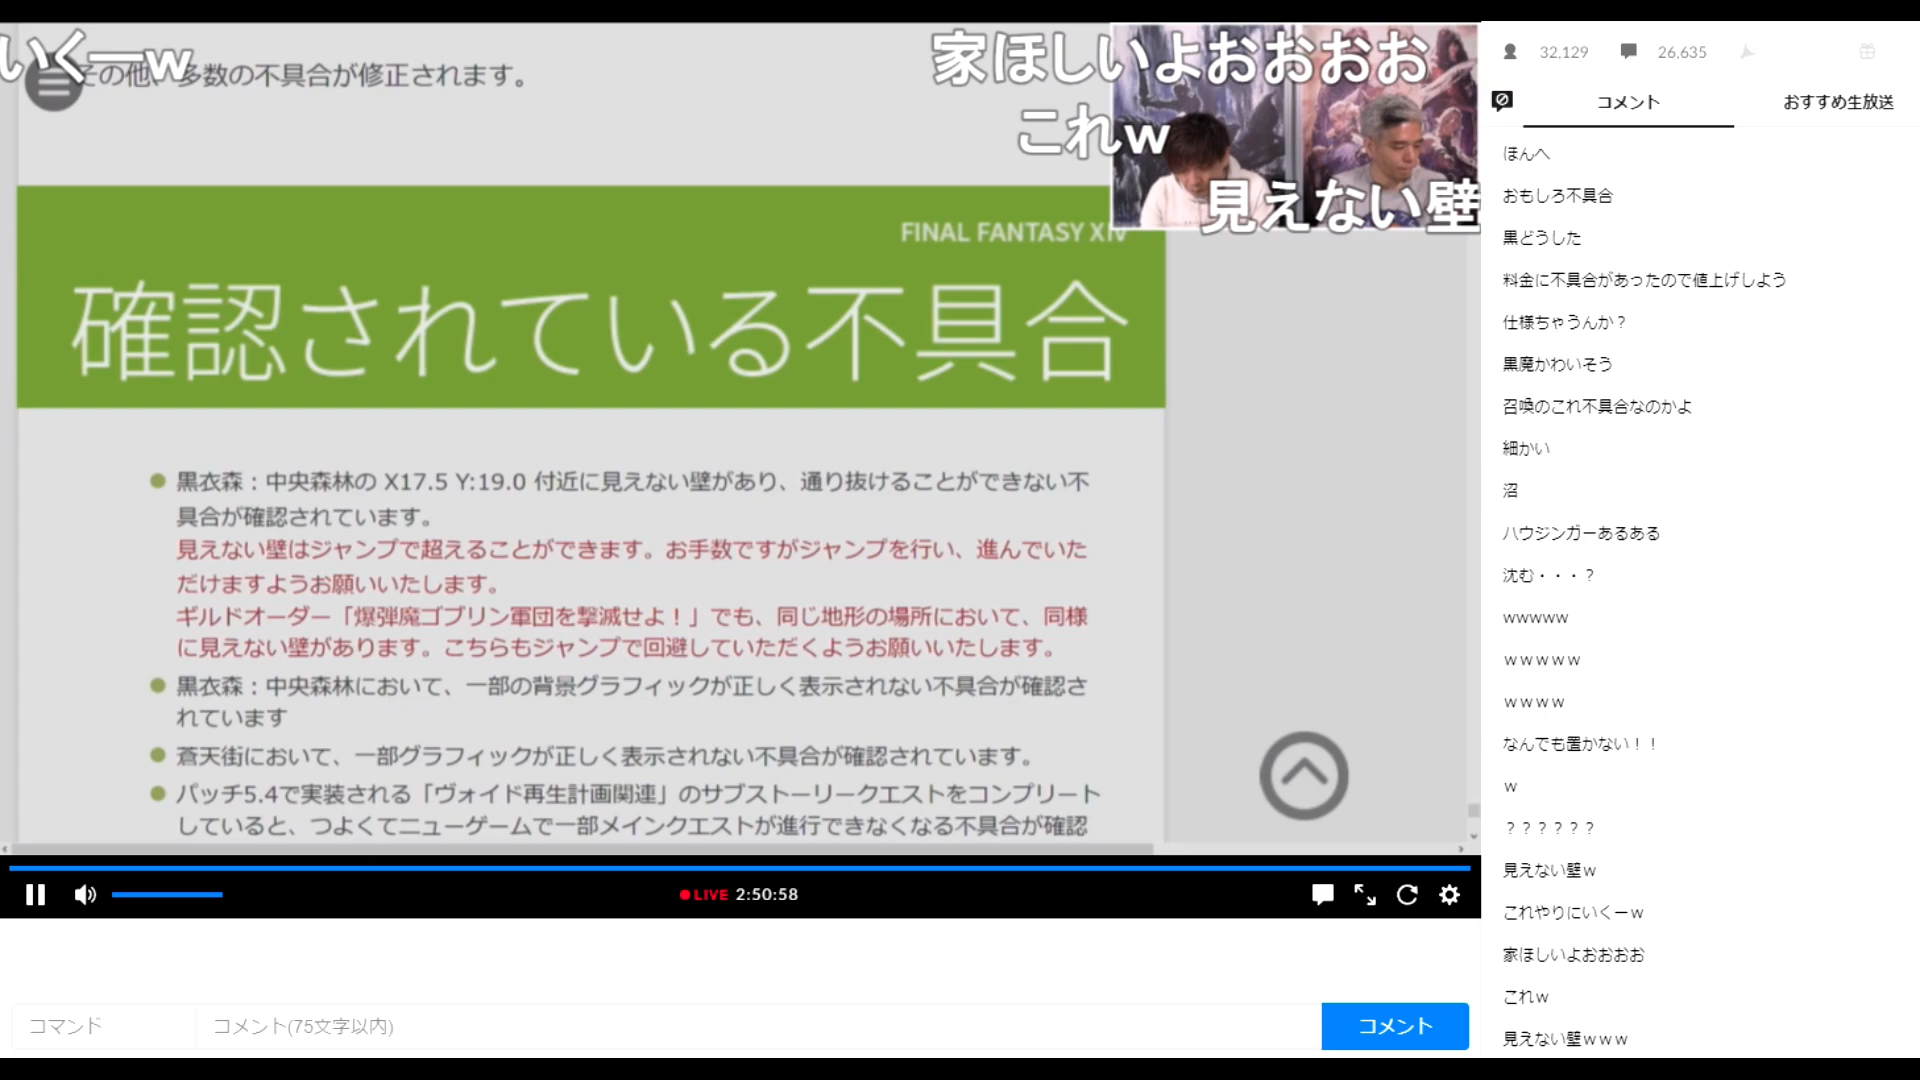 いくーw
その他、多数の不具合が修正されます。
家ほしいよおおおお
これw
見えない壁
FINAL FANTASY XIV
確認されている不具合
黒衣森：中央森林の X17.5 Y:19.0 付近に見えない壁があり、通り抜けることができない不
具合が確認されています。
見えない壁はジャンプで超えることができます。お手数ですがジャンプを行い、進んでいた
だけますようお願いいたします。
ギルドオーダー「爆弾魔ゴブリン軍団を撃滅せよ！」でも、同じ地形の場所において、同様
に見えない壁があります。こちらもジャンプで回避していただくようお願いいたします。
黒衣森：中央森林において、一部の背景グラフィックが正しく表示されない不具合が確認さ
れています
蒼天街において、一部グラフィックが正しく表示されない不具合が確認されています。
パッチ5.4で実装される「ヴォイド再生計画関連」のサブストーリークエストをコンプリート
していると、つよくてニューゲームで一部メインクエストが進行できなくなる不具合が確認
LIVE 2:50:58
コマンド
コメント(75文字以内)
コメント
32,129
26,635
コメント
おすすめ生放送
ほんへ
おもしろ不具合
黒どうした
料金に不具合があったので値上げしよう
仕様ちゃうんか？
黒魔かわいそう
召喚のこれ不具合なのかよ
細かい
沼
ハウジンガーあるある
沈む・・・？
wwwww
ｗｗｗｗｗ
ｗｗｗｗ
なんでも置かない！！
w
？？？？？？
見えない壁ｗ
これやりにいくーｗ
家ほしいよおおおお
これｗ
見えない壁ｗｗｗ